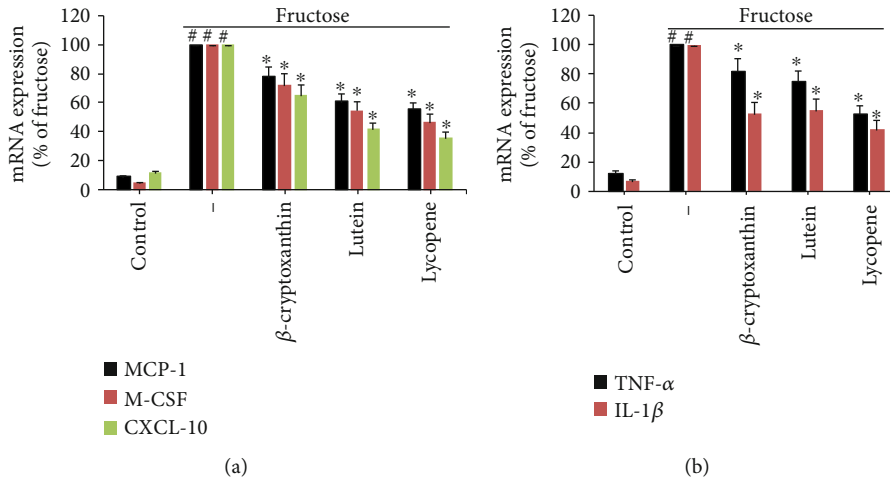 Fructose
120
100
80
60
40
20
0
mRNA expression
(% of fructose)
# # #
* * *
* * *
* * *
Control
–
β-cryptoxanthin
Lutein
Lycopene
MCP-1
M-CSF
CXCL-10
(a)
Fructose
120
100
80
60
40
20
0
mRNA expression
(% of fructose)
# #
* *
* *
* *
Control
–
β-cryptoxanthin
Lutein
Lycopene
TNF-α
IL-1β
(b)